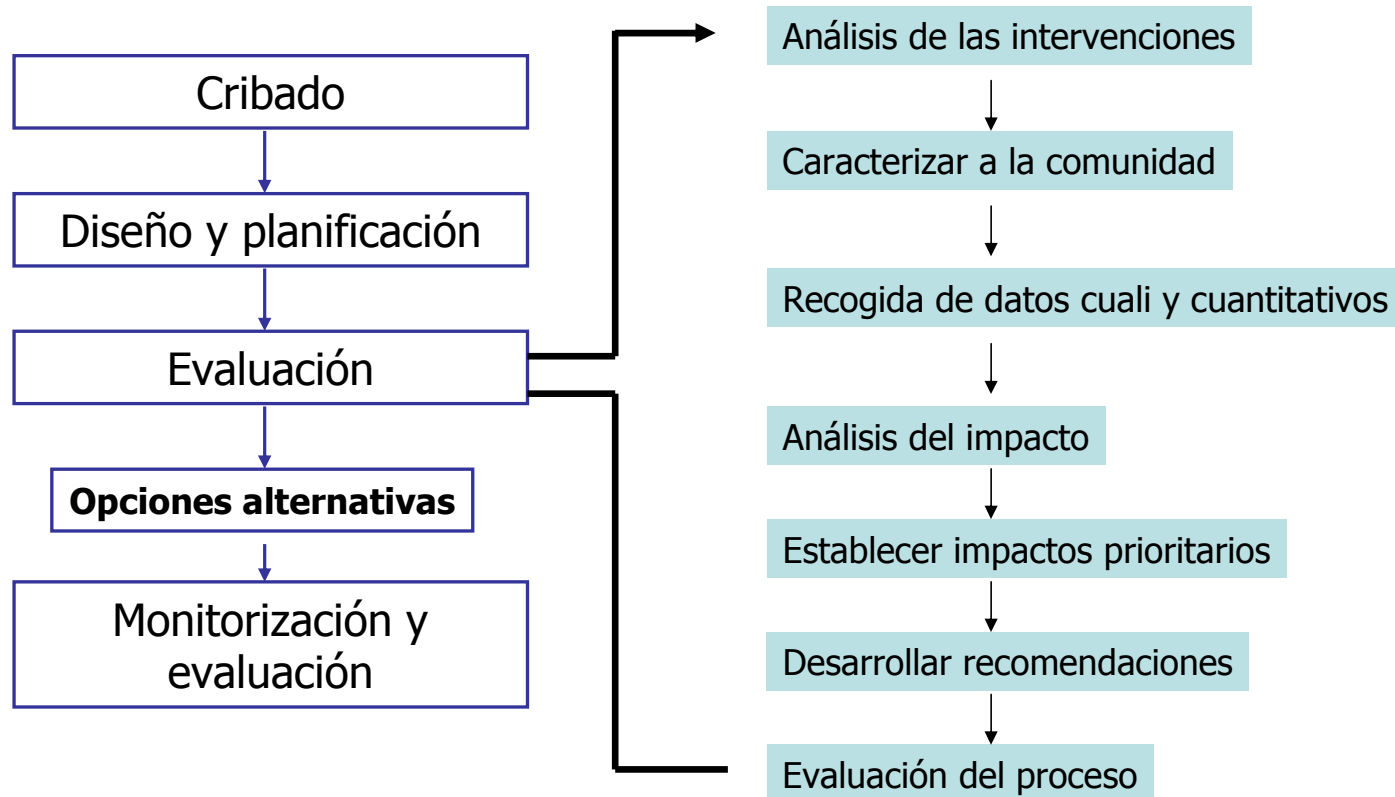 Cribado
Diseño y planificación
Evaluación
Opciones alternativas
Monitorización y
evaluación
Análisis de las intervenciones
Caracterizar a la comunidad
Recogida de datos cuali y cuantitativos
Análisis del impacto
Establecer impactos prioritarios
Desarrollar recomendaciones
Evaluación del proceso